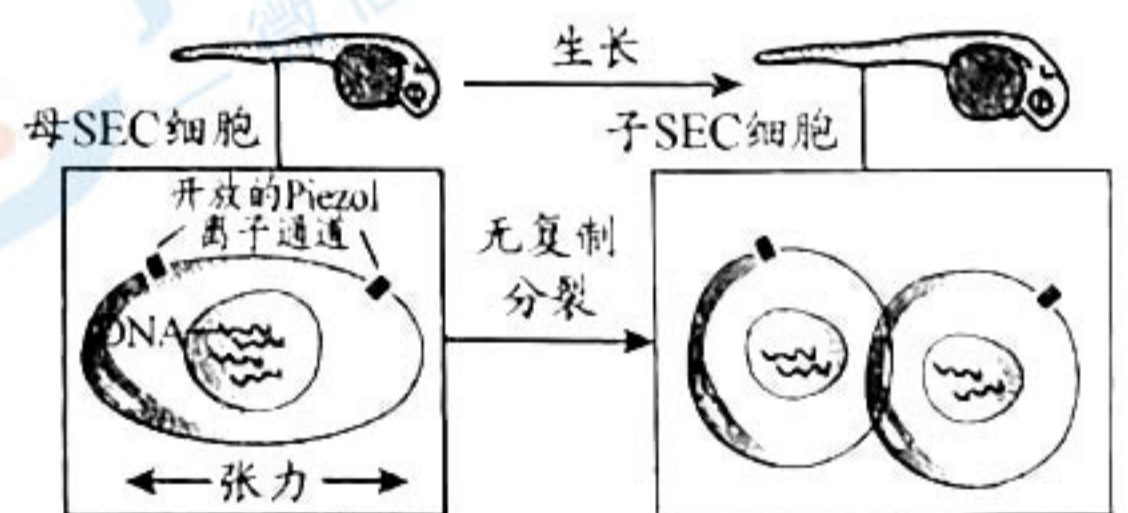 生长
母SEC细胞
子SEC细胞
开放的Piezol
离子通道
无复制
分裂
DNA
张力